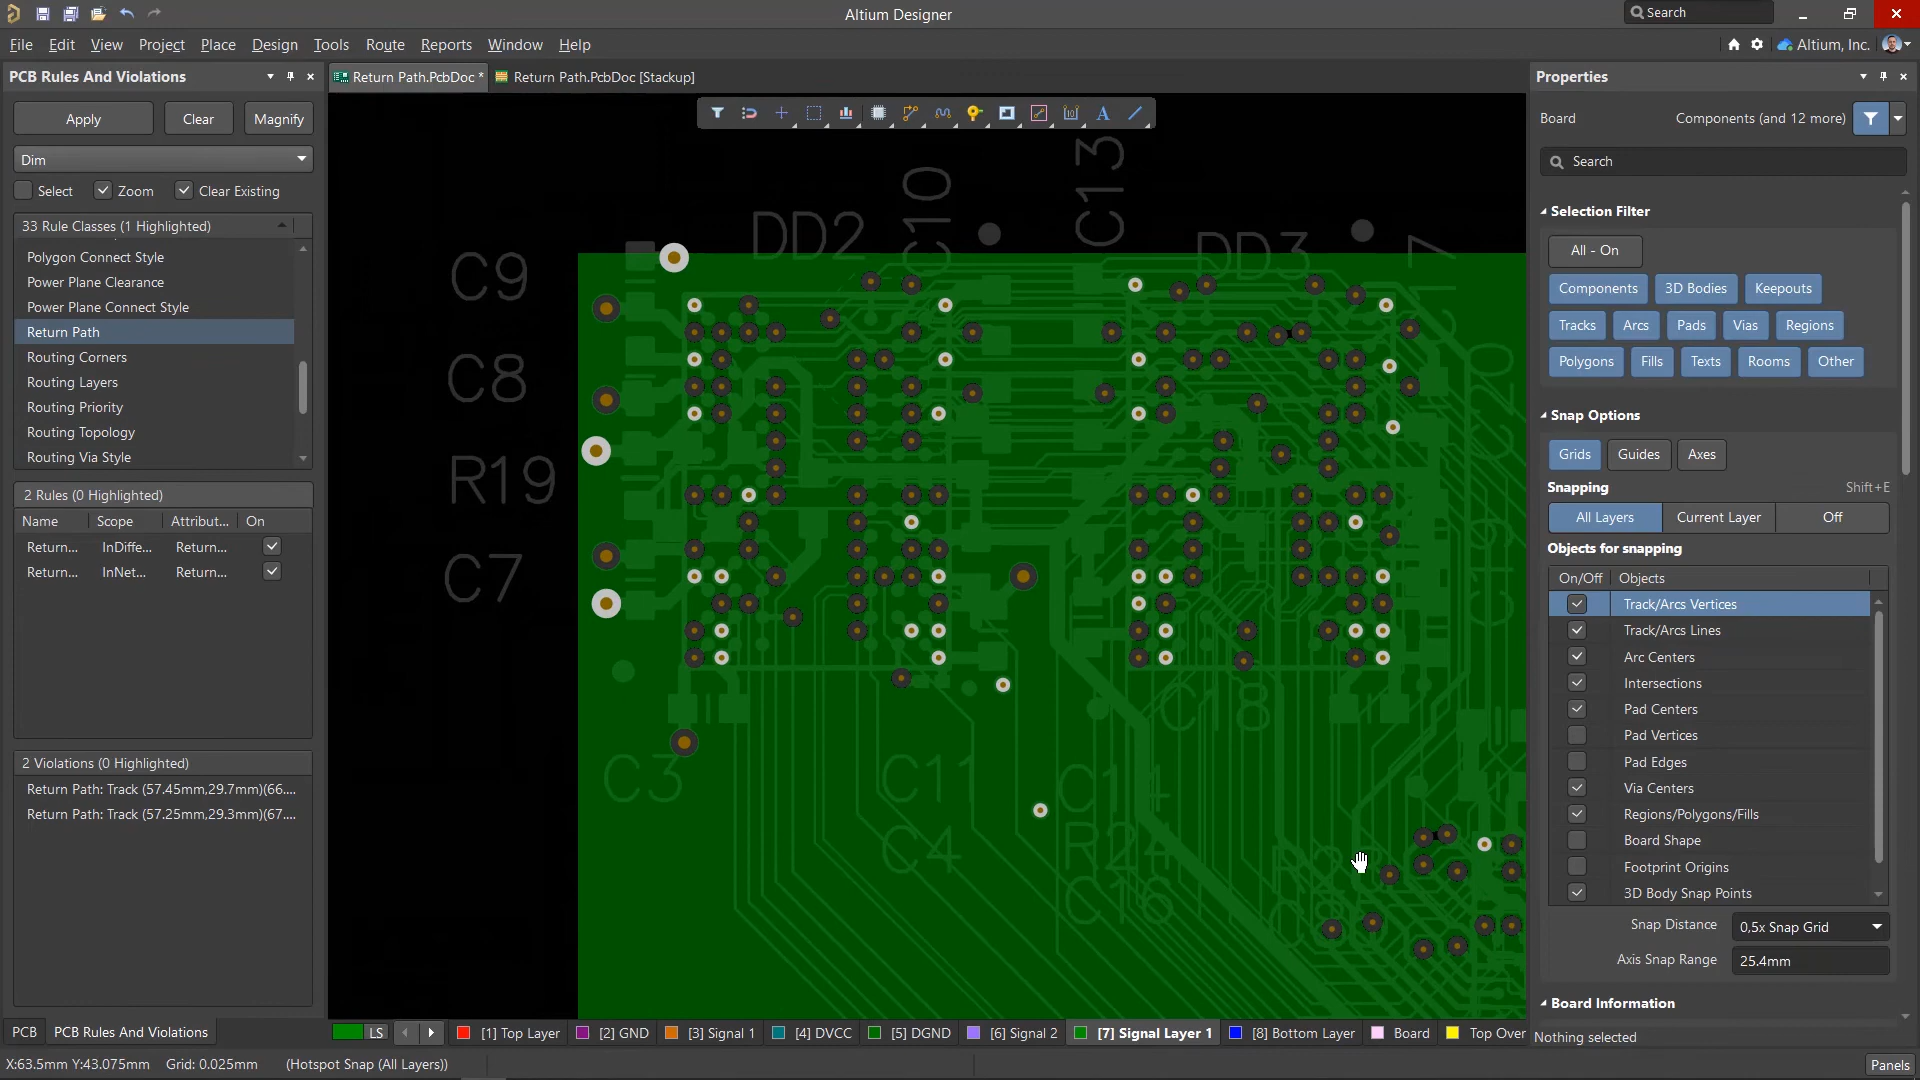 Altium Designer
Search
File Edit View Project Place Design Tools Route Reports Window Help
Altium, Inc.
PCB Rules And Violations
Return Path.PcbDoc *
Return Path.PcbDoc [Stackup]
Properties
Apply
Clear
Magnify
Board
Components (and 12 more)
Dim
Search
Select
Zoom
Clear Existing
Selection Filter
33 Rule Classes (1 Highlighted)
All - On
Polygon Connect Style
Power Plane Clearance
Power Plane Connect Style
Return Path
Routing Corners
Routing Layers
Routing Priority
Routing Topology
Routing Via Style
Components
3D Bodies
Keepouts
Tracks
Arcs
Pads
Vias
Regions
Polygons
Fills
Texts
Rooms
Other
Snap Options
Grids
Guides
Axes
Snapping
Shift+E
All Layers
Current Layer
Off
Objects for snapping
On/Off
Objects
Track/Arcs Vertices
Track/Arcs Lines
Arc Centers
Intersections
Pad Centers
Pad Vertices
Pad Edges
Via Centers
Regions/Polygons/Fills
Board Shape
Footprint Origins
3D Body Snap Points
Snap Distance
0,5x Snap Grid
Axis Snap Range
25.4mm
Board Information
Nothing selected
2 Rules (0 Highlighted)
Name Scope Attribut... On
Return... InDiffe... Return...
Return... InNet... Return...
2 Violations (0 Highlighted)
Return Path: Track (57.45mm,29.7mm)(66....
Return Path: Track (57.25mm,29.3mm)(67....
C10
C13
DD2
DD3
C9
C8
R19
C7
C3
C11
C4
C18
C14
R24
C16
PCB
PCB Rules And Violations
LS
[1] Top Layer
[2] GND
[3] Signal 1
[4] DVCC
[5] DGND
[6] Signal 2
[7] Signal Layer 1
[8] Bottom Layer
Board
Top Over
X:63.5mm Y:43.075mm
Grid: 0.025mm
(Hotspot Snap (All Layers))
Panels